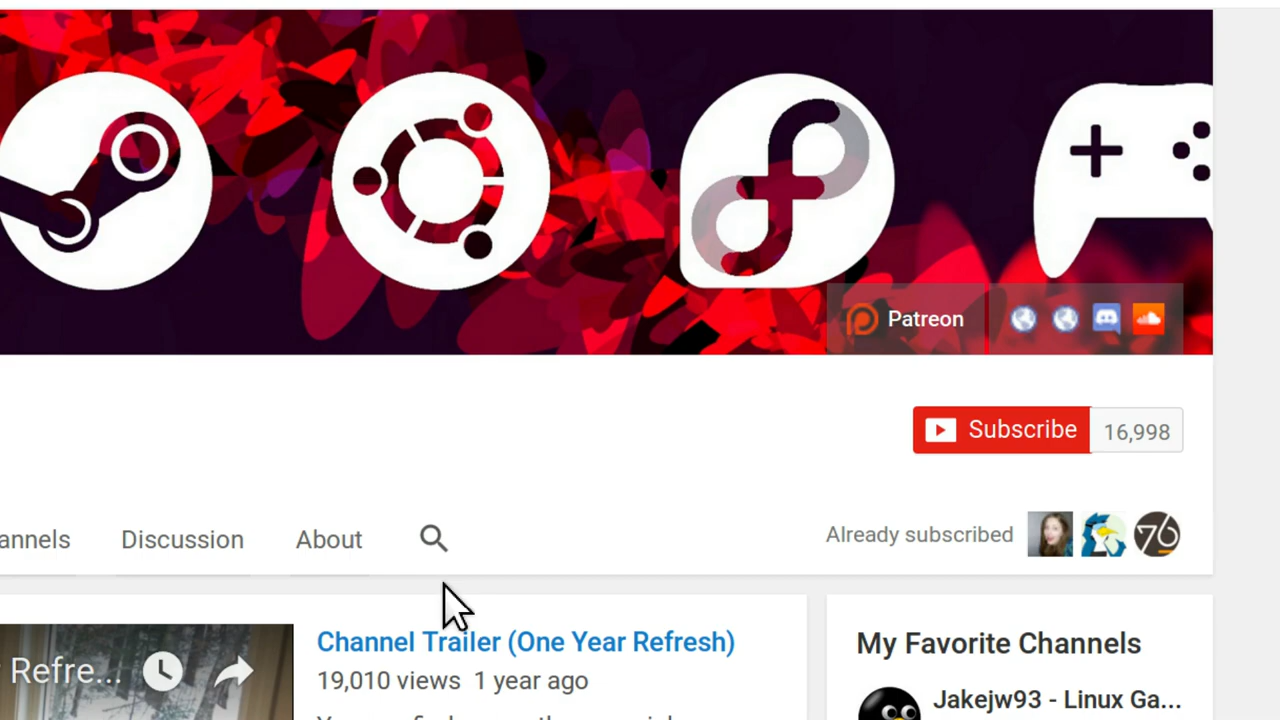 Patreon
Subscribe 16,998
annels Discussion About
Already subscribed
76
Refre...
Channel Trailer (One Year Refresh)
19,010 views 1 year ago
My Favorite Channels
Jakejw93 - Linux Ga...